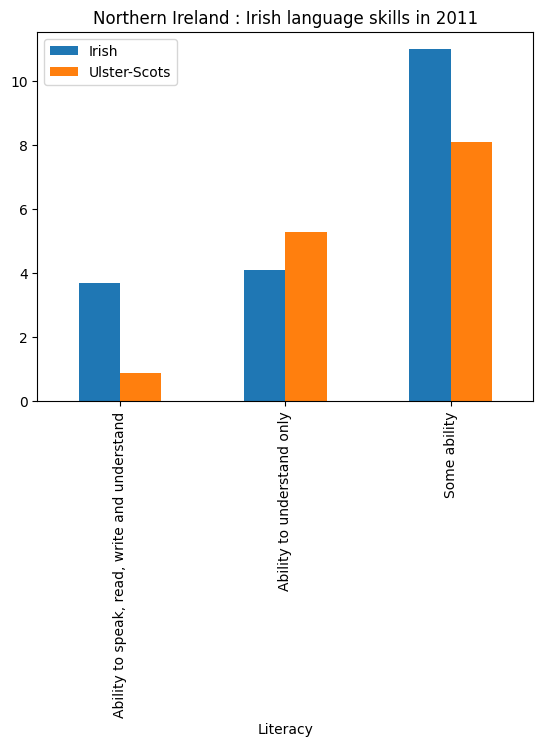 Northern Ireland : Irish language skills in 2011
Irish
Ulster-Scots
10
8
6
4
2
0
Ability to speak, read, write and understand
Ability to understand only
Some ability
Literacy